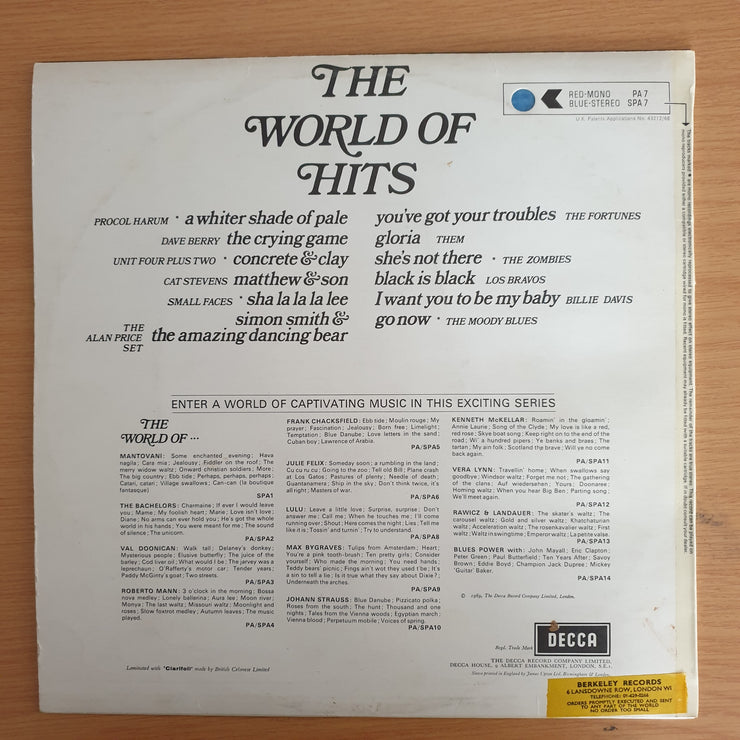 THE
WORLD OF
HITS
RED-MONO PA 7
BLUE-STEREO SPA 7
U.K. Patents Applications No. 43212/68
PROCOL HARUM • a whiter shade of pale
DAVE BERRY the crying game
UNIT FOUR PLUS TWO • concrete & clay
CAT STEVENS matthew & son
SMALL FACES • sha la la la lee
THE ALAN PRICE SET simon smith &
the amazing dancing bear
you've got your troubles THE FORTUNES
gloria THEM
she's not there • THE ZOMBIES
black is black LOS BRAVOS
I want you to be my baby BILLIE DAVIS
go now • THE MOODY BLUES
ENTER A WORLD OF CAPTIVATING MUSIC IN THIS EXCITING SERIES
THE
WORLD OF ...
MANTOVANI: Some enchanted evening; Hava
nagila; Cara mia; Jealousy; Fiddler on the roof; The
merry widow waltz; Onward christian soldiers; More;
The big country; Ebb tide; Perhaps, perhaps, perhaps;
Catari, catari; Village swallows; Can-can (la boutique
fantasque)
SPA1
THE BACHELORS: Charmaine; If ever I would leave
you; Marie; My foolish heart; Marie; Love isn't love;
Diane; No arms can ever hold you; He's got the whole
world in his hands; You were meant for me; The sound
of silence; The unicorn.
PA/SPA2
VAL DOONICAN: Walk tall; Delaney's donkey;
Mysterious people; Elusive butterfly; The juice of the
barley; Cod liver oil; What would I be; The jarvey was a
leprechaun; O'Rafferty's motor car; Tender years;
Paddy McGinty's goat; Two streets.
PA/SPA3
ROBERTO MANN: 3 o'clock in the morning; Bossa
nova medley; Lonely ballerina; Aura lee; Moon river;
Monya; The last waltz; Missouri waltz; Moonlight and
roses; Slow foxtrot medley; Autumn leaves; The music
played.
PA/SPA4
FRANK CHACKSFIELD: Ebb tide; Moulin rouge; My
prayer; Fascination; Jealousy; Born free; Limelight;
Temptation; Blue Danube; Love letters in the sand;
Cuban boy; Lawrence of Arabia.
PA/SPA5
JULIE FELIX: Someday soon; a rumbling in the land;
Cu cu ru cu; Going to the zoo; Tell old Bill; Plane crash
at Los Gatos; Pastures of plenty; Needle of death;
Guantanamera; Ship in the sky; Don't think twice, it's
all right; Masters of war.
PA/SPA6
LULU: Leave a little love; Surprise, surprise; Don't
answer me; Call me; When he touches me; I'll come
running over; Shout; Here comes the night; Lies; Tell me
like it is; Tossin' and turnin'; Try to understand.
PA/SPA8
MAX BYGRAVES: Tulips from Amsterdam; Heart;
You're a pink tooth-brush; Ten pretty girls; Consider
yourself; Who made the morning; You need hands;
Teddy bears' picnic; Fings ain't wot they used t'be; It's
a sin to tell a lie; Is it true what they say about Dixie?;
Underneath the arches.
PA/SPA9
JOHANN STRAUSS: Blue Danube; Pizzicato polka;
Roses from the south; The hunt; Thousand and one
nights; Tales from the Vienna woods; Egyptian march;
Vienna blood; Perpetuum mobile; Voices of spring.
PA/SPA10
KENNETH McKELLAR: Roamin' in the gloamin';
Annie Laurie; Song of the Clyde; My love is like a red,
red rose; Skye boat song; Keep right on to the end of the
road; Wi' a hundred pipers; Ye banks and braes; The
tartan; My ain folk; Scotland the brave; Will ye no come
back again.
PA/SPA11
VERA LYNN: Travellin' home; When swallows say
goodbye; Windsor waltz; Forget me not; The gathering
of the clans; Auf wiederseh'n; Yours; Doonaree;
Homing waltz; When you hear Big Ben; Parting song;
We'll meet again.
PA/SPA12
RAWICZ & LANDAUER: The skater's waltz; The
carousel waltz; Gold and silver waltz; Khatchaturian
waltz; Acceleration waltz; The rosenkavalier waltz; First
waltz; Waltz in swingtime; Emperor waltz; La petite valse.
PA/SPA13
BLUES POWER with: John Mayall; Eric Clapton;
Peter Green; Paul Butterfield; Ten Years After; Savoy
Brown; Eddie Boyd; Champion Jack Dupree; Mickey
'Guitar' Baker.
PA/SPA14
© 1969, The Decca Record Company Limited, London.
Regd. Trade Mark DECCA
THE DECCA RECORD COMPANY LIMITED,
DECCA HOUSE, 9 ALBERT EMBANKMENT, LONDON, S.E.1.
Sleeve printed in England by James Upton Ltd, Birmingham & London
Laminated with "Clarifoil" made by British Celanese Limited
BERKELEY RECORDS
6 LANSDOWNE ROW, LONDON W1
TELEPHONE: 01-629-0266
ORDERS PROMPTLY EXECUTED AND SENT
TO ANY PART OF THE WORLD
NO ORDER TOO SMALL